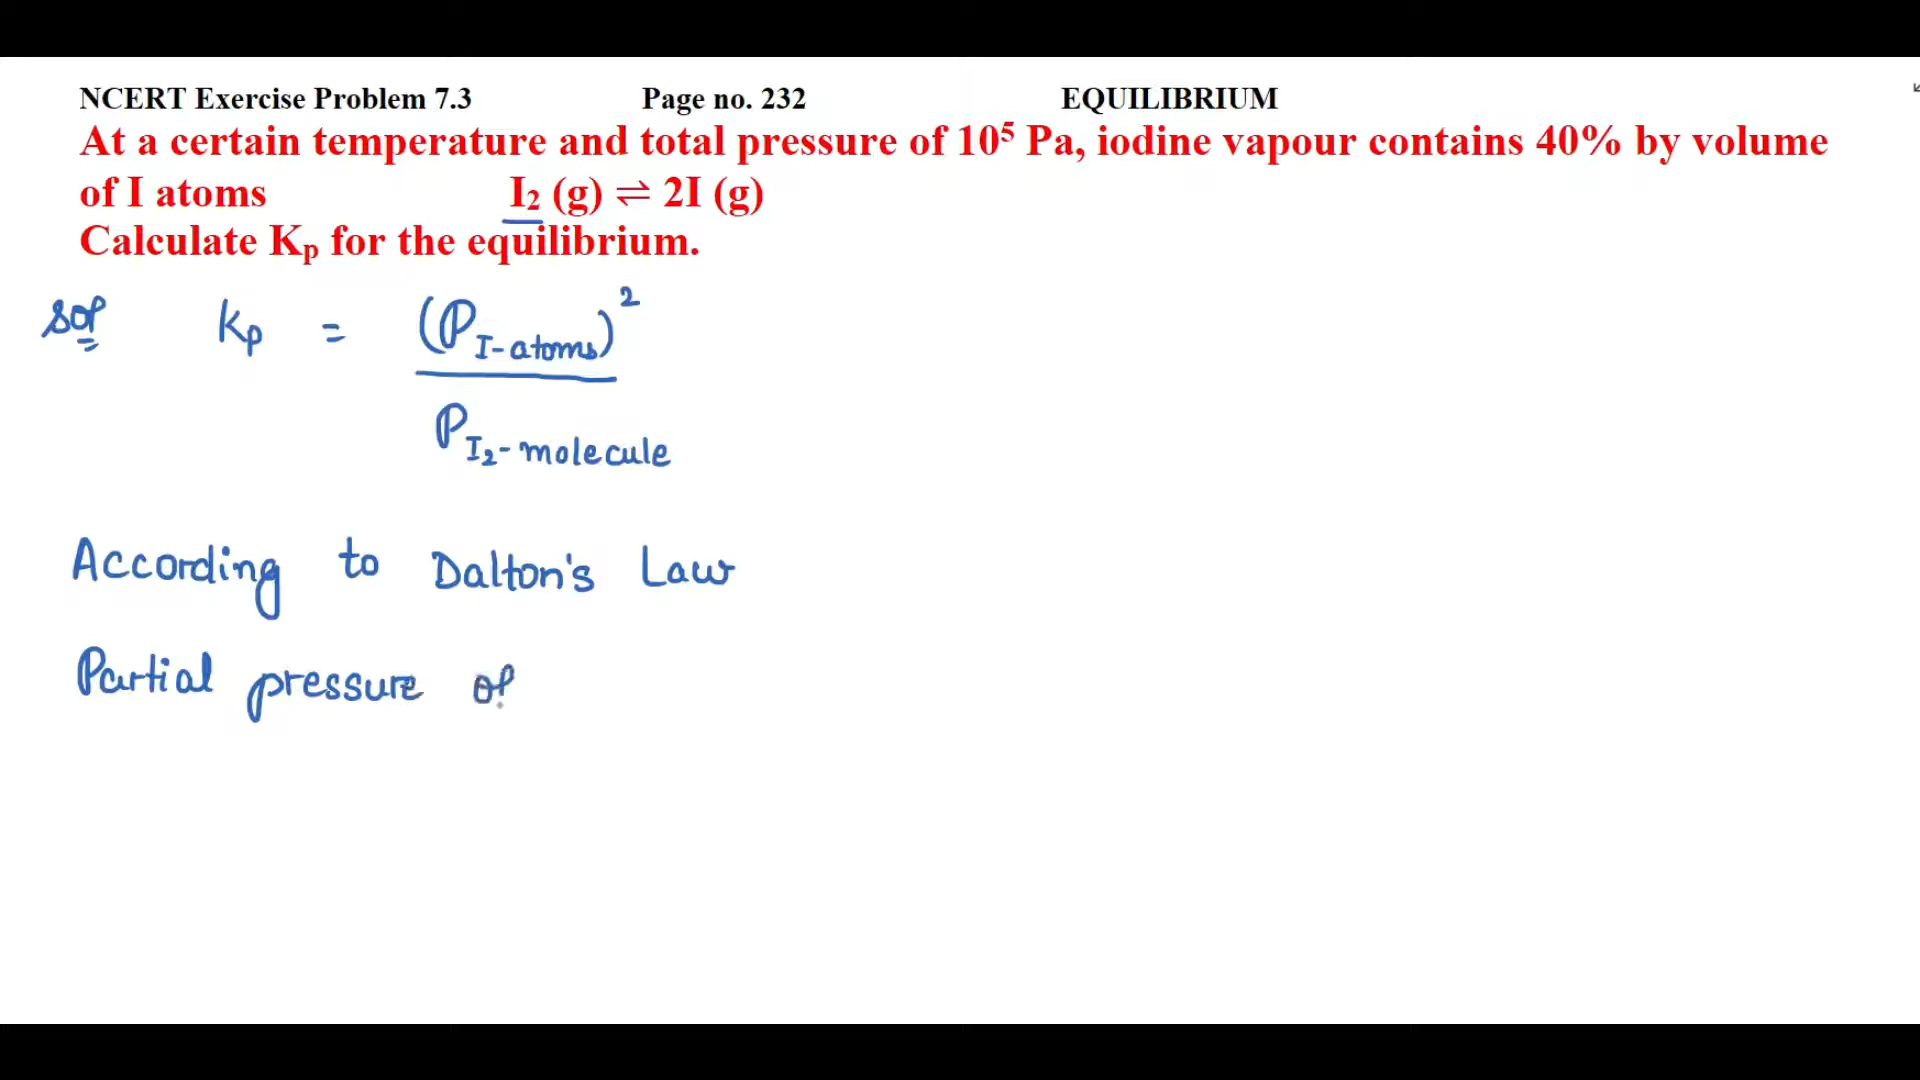 NCERT Exercise Problem 7.3 Page no. 232 EQUILIBRIUM
At a certain temperature and total pressure of 10⁵ Pa, iodine vapour contains 40% by volume
of I atoms I₂ (g) ⇌ 2I (g)
Calculate Kₚ for the equilibrium.
Sol Kp = (P I-atoms)²
P I₂-molecule
According to Dalton's Law
Partial pressure of